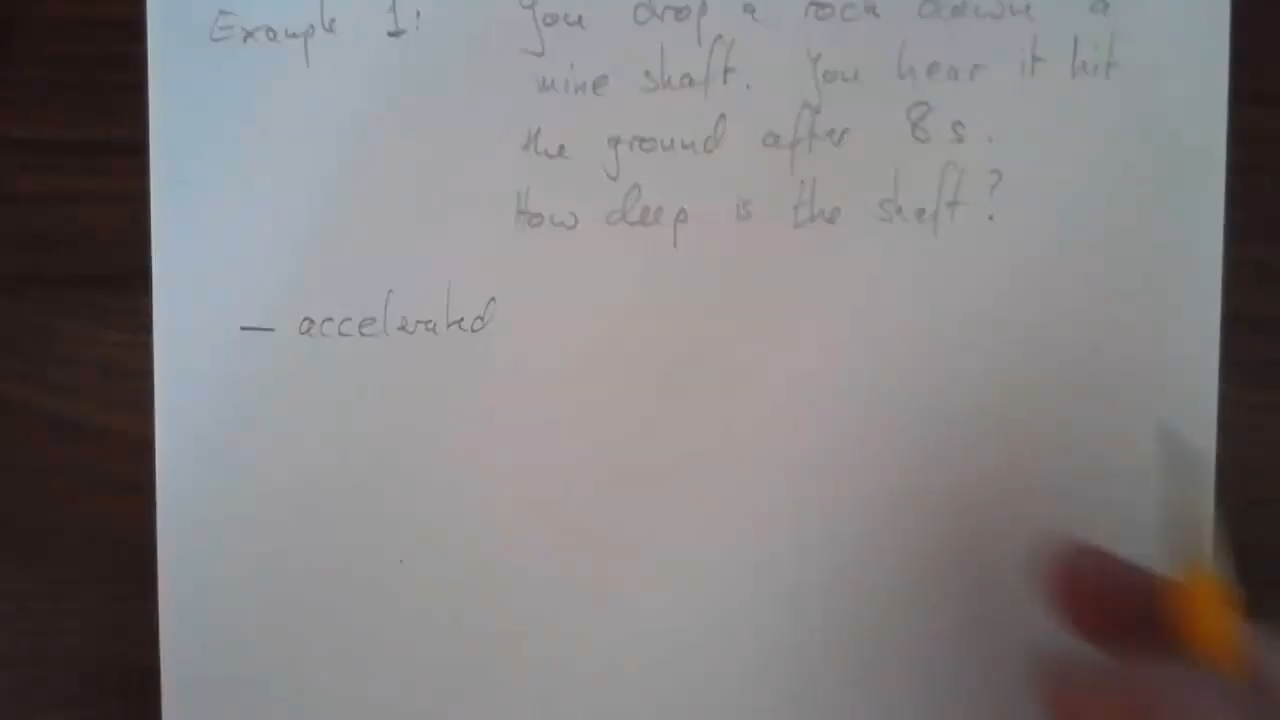 Example 1: You drop a rock down a
mine shaft. You hear it hit
the ground after 8 s.
How deep is the shaft?
— accelerated